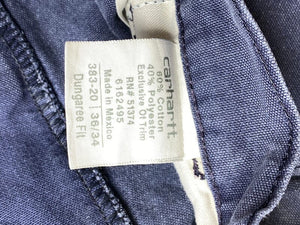 carhartt.
60% Cotton
40% Polyester
Exclusive Of Trim
RN# 51374
6162495
Made in Mexico
383-20 | 36/34
Dungaree Fit